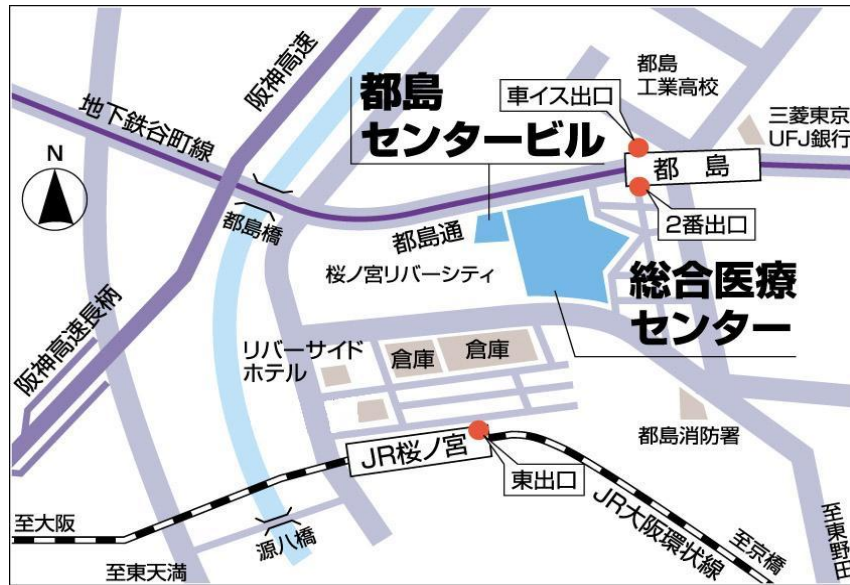 阪神高速
地下鉄谷町線
N
都島
センタービル
車イス出口
都島
工業高校
三菱東京
UFJ銀行
都島
2番出口
都島橋
都島通
桜ノ宮リバーシティ
総合医療
センター
阪神高速長柄
リバーサイド
ホテル
倉庫
倉庫
都島消防署
JR桜ノ宮
東出口
JR大阪環状線
至大阪
源八橋
至東天満
至京橋
至東野田